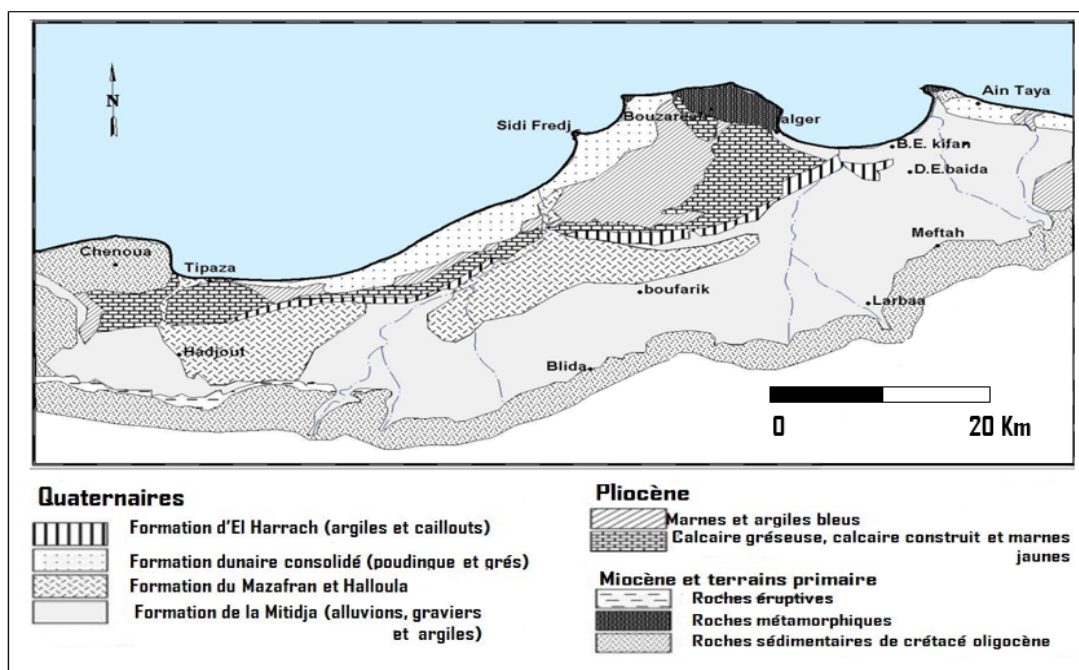 N
Ain Taya
Bouzareah
alger
Sidi Fredj
B.E. kifan
D.E.baida
Meftah
Chenoua
Tipaza
boufarik
Larbaa
Hadjout
Blida
0 20 Km
Quaternaires
Formation d'El Harrach (argiles et caillouts)
Formation dunaire consolidé (poudingue et grés)
Formation du Mazafran et Halloula
Formation de la Mitidja (alluvions, graviers
et argiles)
Pliocène
Marnes et argiles bleus
Calcaire gréseuse, calcaire construit et marnes
jaunes
Miocène et terrains primaire
Roches éruptives
Roches métamorphiques
Roches sédimentaires de crétacé oligocène